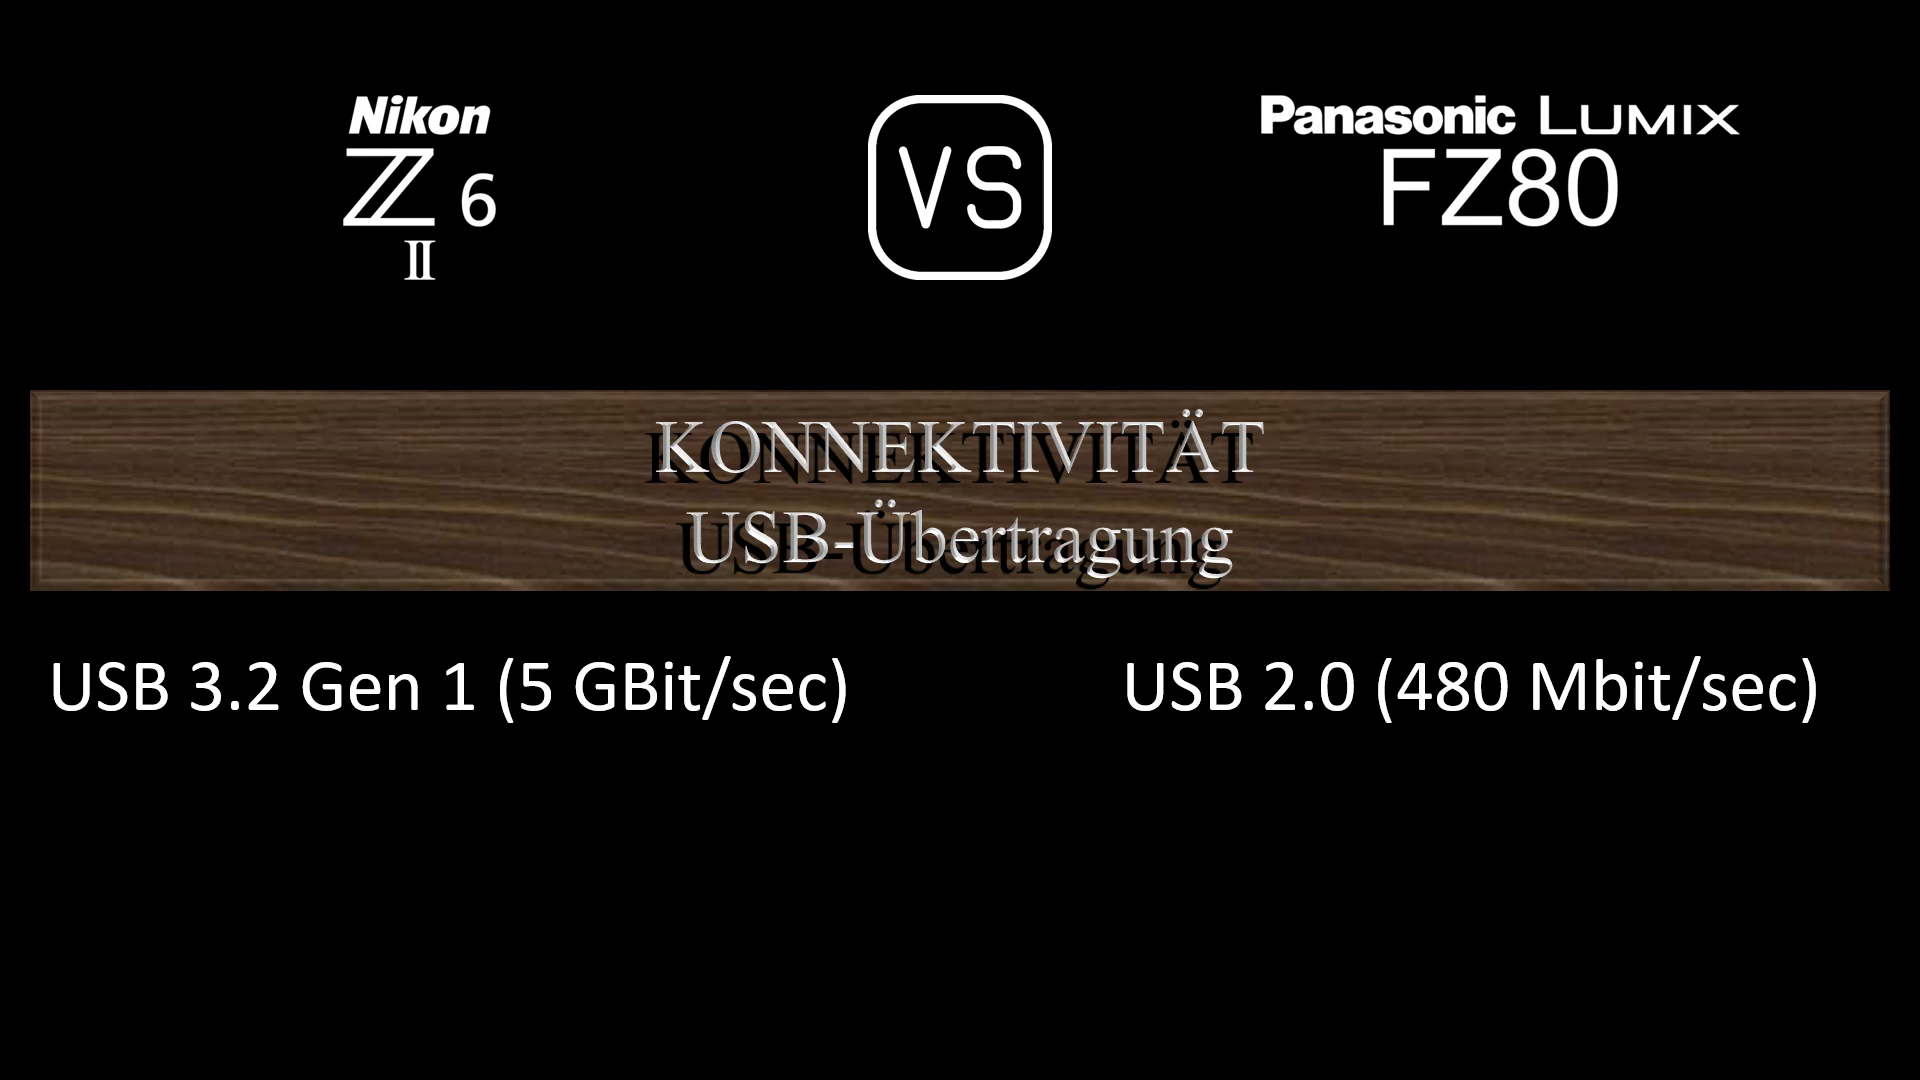 Nikon
Z 6
II
VS
Panasonic LUMIX
FZ80
KONNEKTIVITÄT
USB-Übertragung
USB 3.2 Gen 1 (5 GBit/sec)
USB 2.0 (480 Mbit/sec)